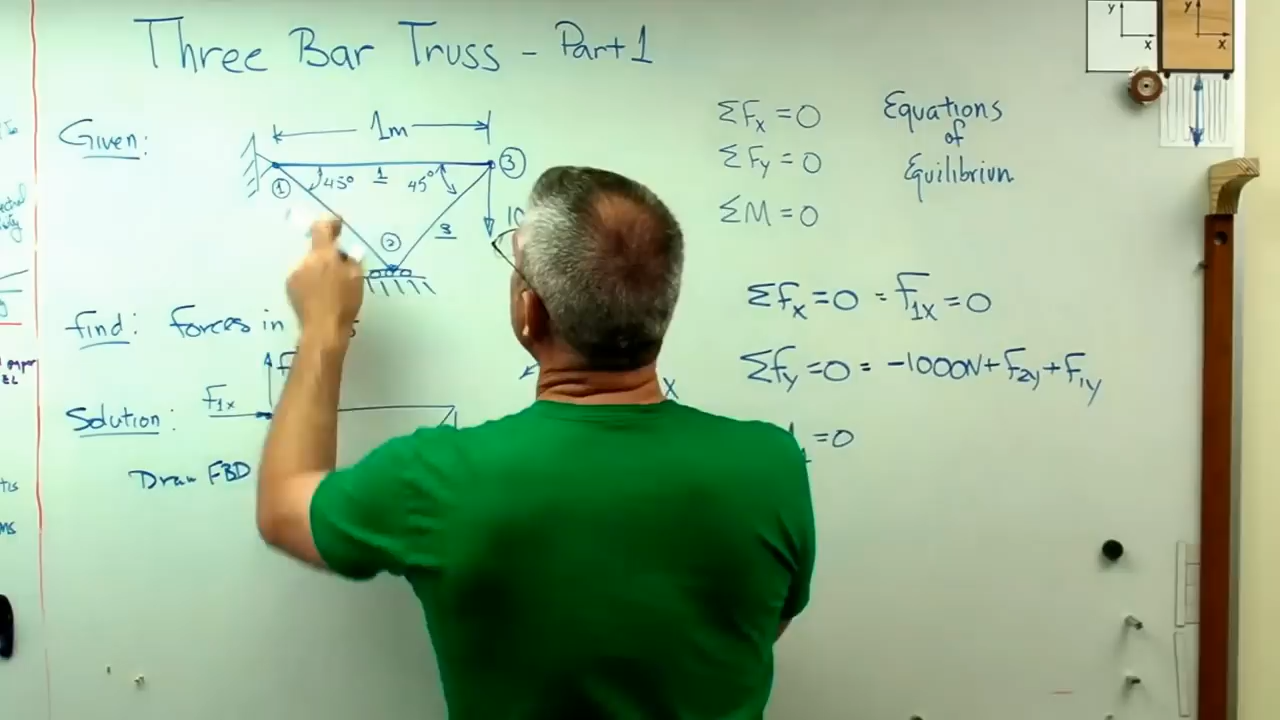 Three Bar Truss - Part 1
Given:
1m
① 45° 1 45° ③
② 3
10
Find: Forces in
Solution:
F1x
F
Draw FBD
X
ΣFx = 0
ΣFy = 0
ΣM = 0
Equations
of
Equilibrium
Σfx = 0 = F1x = 0
Σfy = 0 = -1000N + F2y + F1y
= 0
y
x
y
x